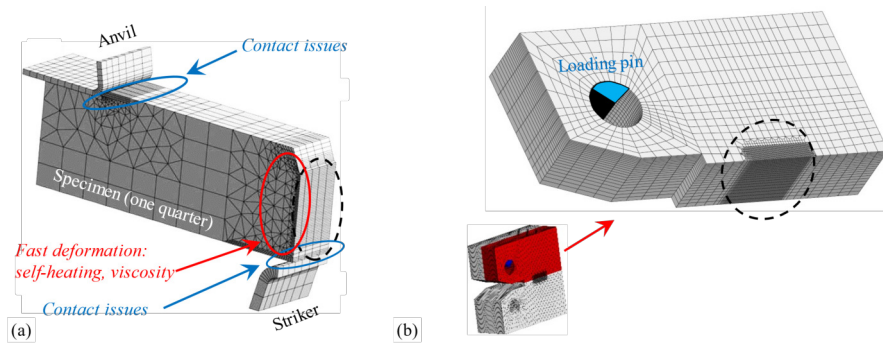 Anvil
Contact issues
Specimen (one quarter)
Fast deformation:
self-heating, viscosity
Contact issues
Striker
(a)
Loading pin
(b)